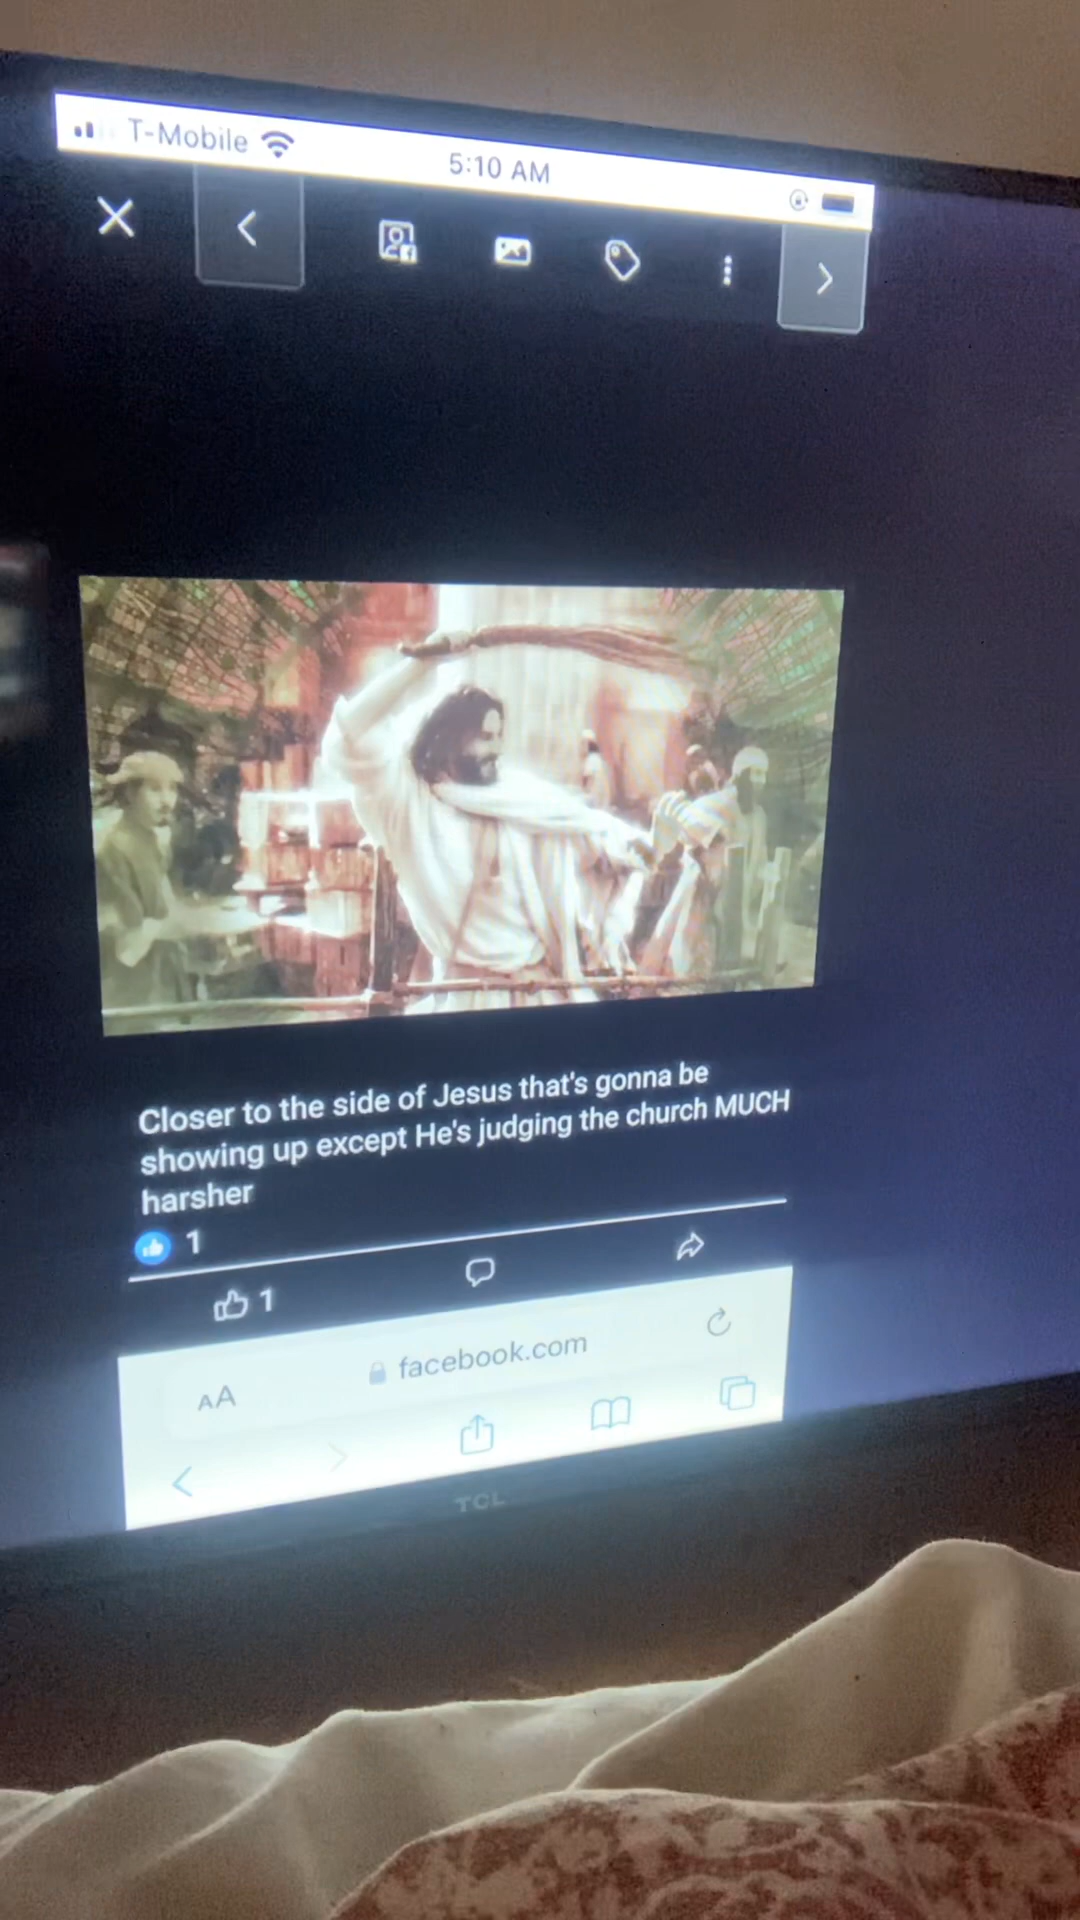 T-Mobile
5:10 AM
Closer to the side of Jesus that's gonna be
showing up except He's judging the church MUCH
harsher
1
1
AA
facebook.com
TCL